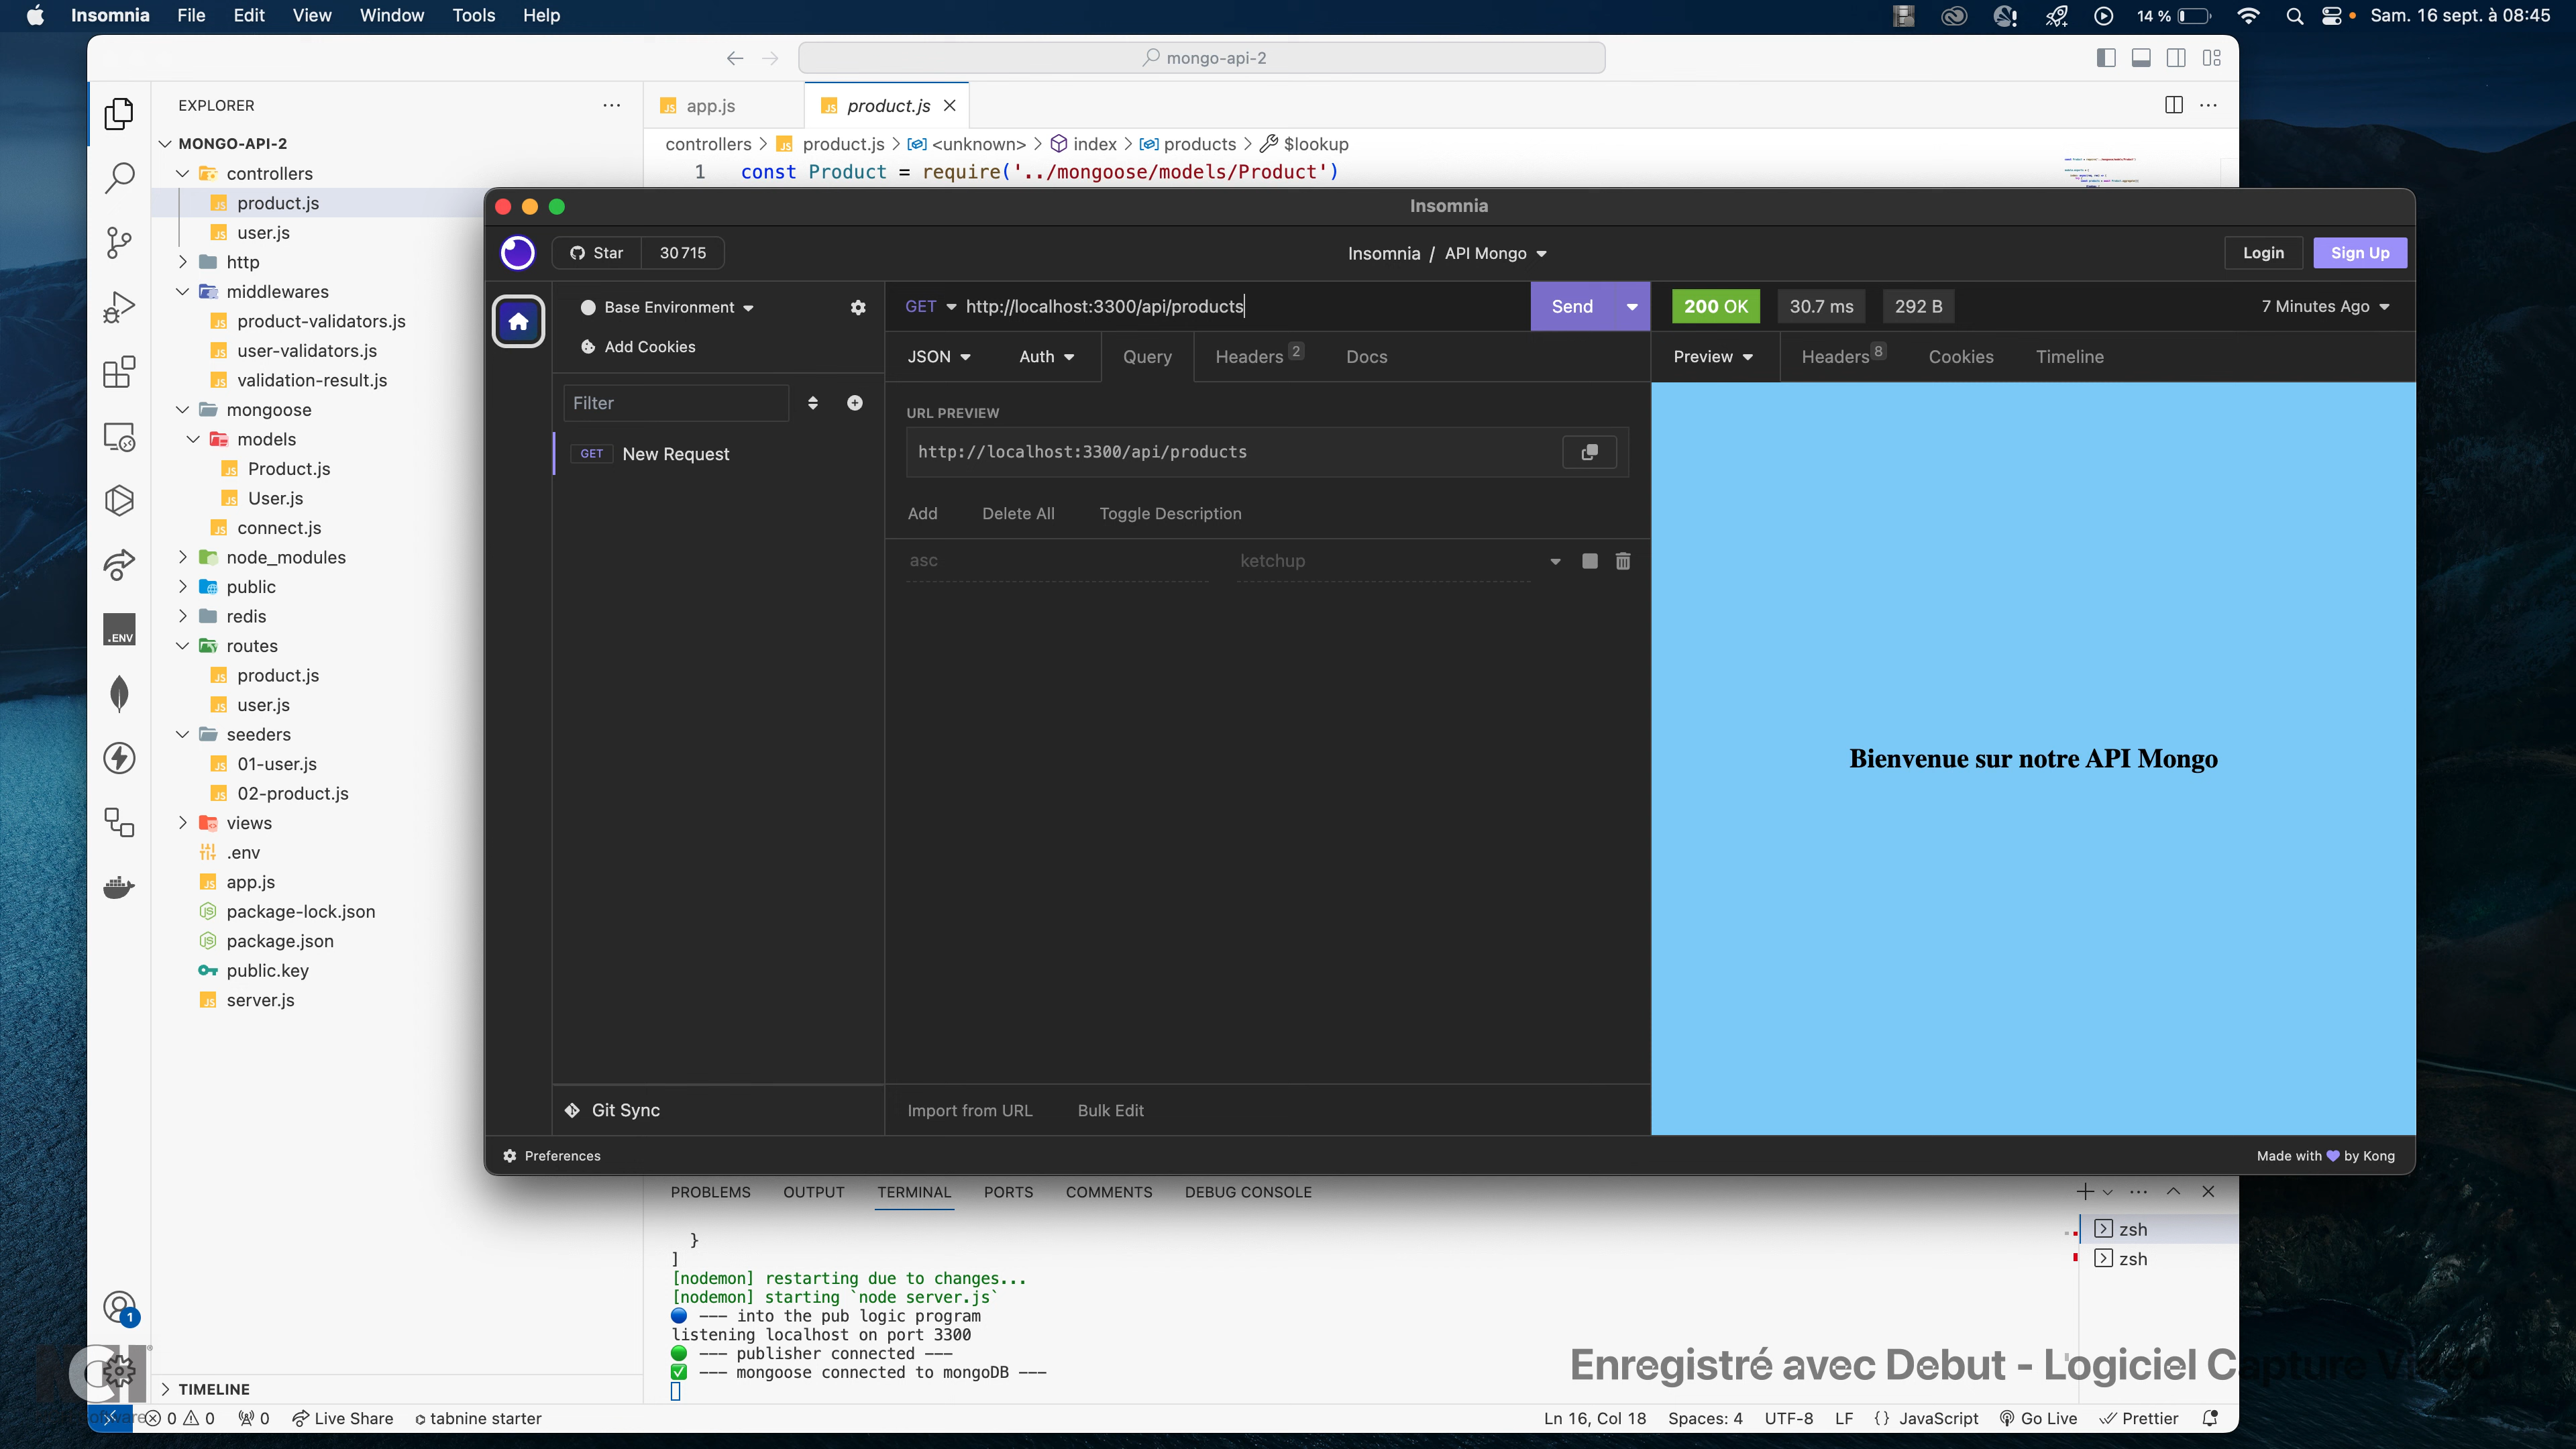 Insomnia File Edit View Window Tools Help
14 % Sam. 16 sept. à 08:45
mongo-api-2
EXPLORER
app.js
product.js
MONGO-API-2
controllers
product.js
user.js
http
middlewares
product-validators.js
user-validators.js
validation-result.js
mongoose
models
Product.js
User.js
connect.js
node_modules
public
redis
routes
product.js
user.js
seeders
01-user.js
02-product.js
views
.env
app.js
package-lock.json
package.json
public.key
server.js
TIMELINE
.ENV
1
controllers > product.js > <unknown> > index > products > $lookup
1 const Product = require('../mongoose/models/Product')
Insomnia
Star 30 715
Insomnia / API Mongo
Login Sign Up
Base Environment
Add Cookies
Filter
GET New Request
Git Sync
Preferences
GET http://localhost:3300/api/products Send
JSON Auth Query Headers 2 Docs
URL PREVIEW
http://localhost:3300/api/products
Add Delete All Toggle Description
asc ketchup
Import from URL Bulk Edit
200 OK 30.7 ms 292 B 7 Minutes Ago
Preview Headers 8 Cookies Timeline
Bienvenue sur notre API Mongo
Made with 💜 by Kong
PROBLEMS OUTPUT TERMINAL PORTS COMMENTS DEBUG CONSOLE
}
]
[nodemon] restarting due to changes...
[nodemon] starting `node server.js`
🔵 --- into the pub logic program
listening localhost on port 3300
🟢 --- publisher connected ---
✅ --- mongoose connected to mongoDB ---
zsh
zsh
Enregistré avec Debut - Logiciel Capture
0 0 0 Live Share tabnine starter
Ln 16, Col 18 Spaces: 4 UTF-8 LF {} JavaScript Go Live Prettier